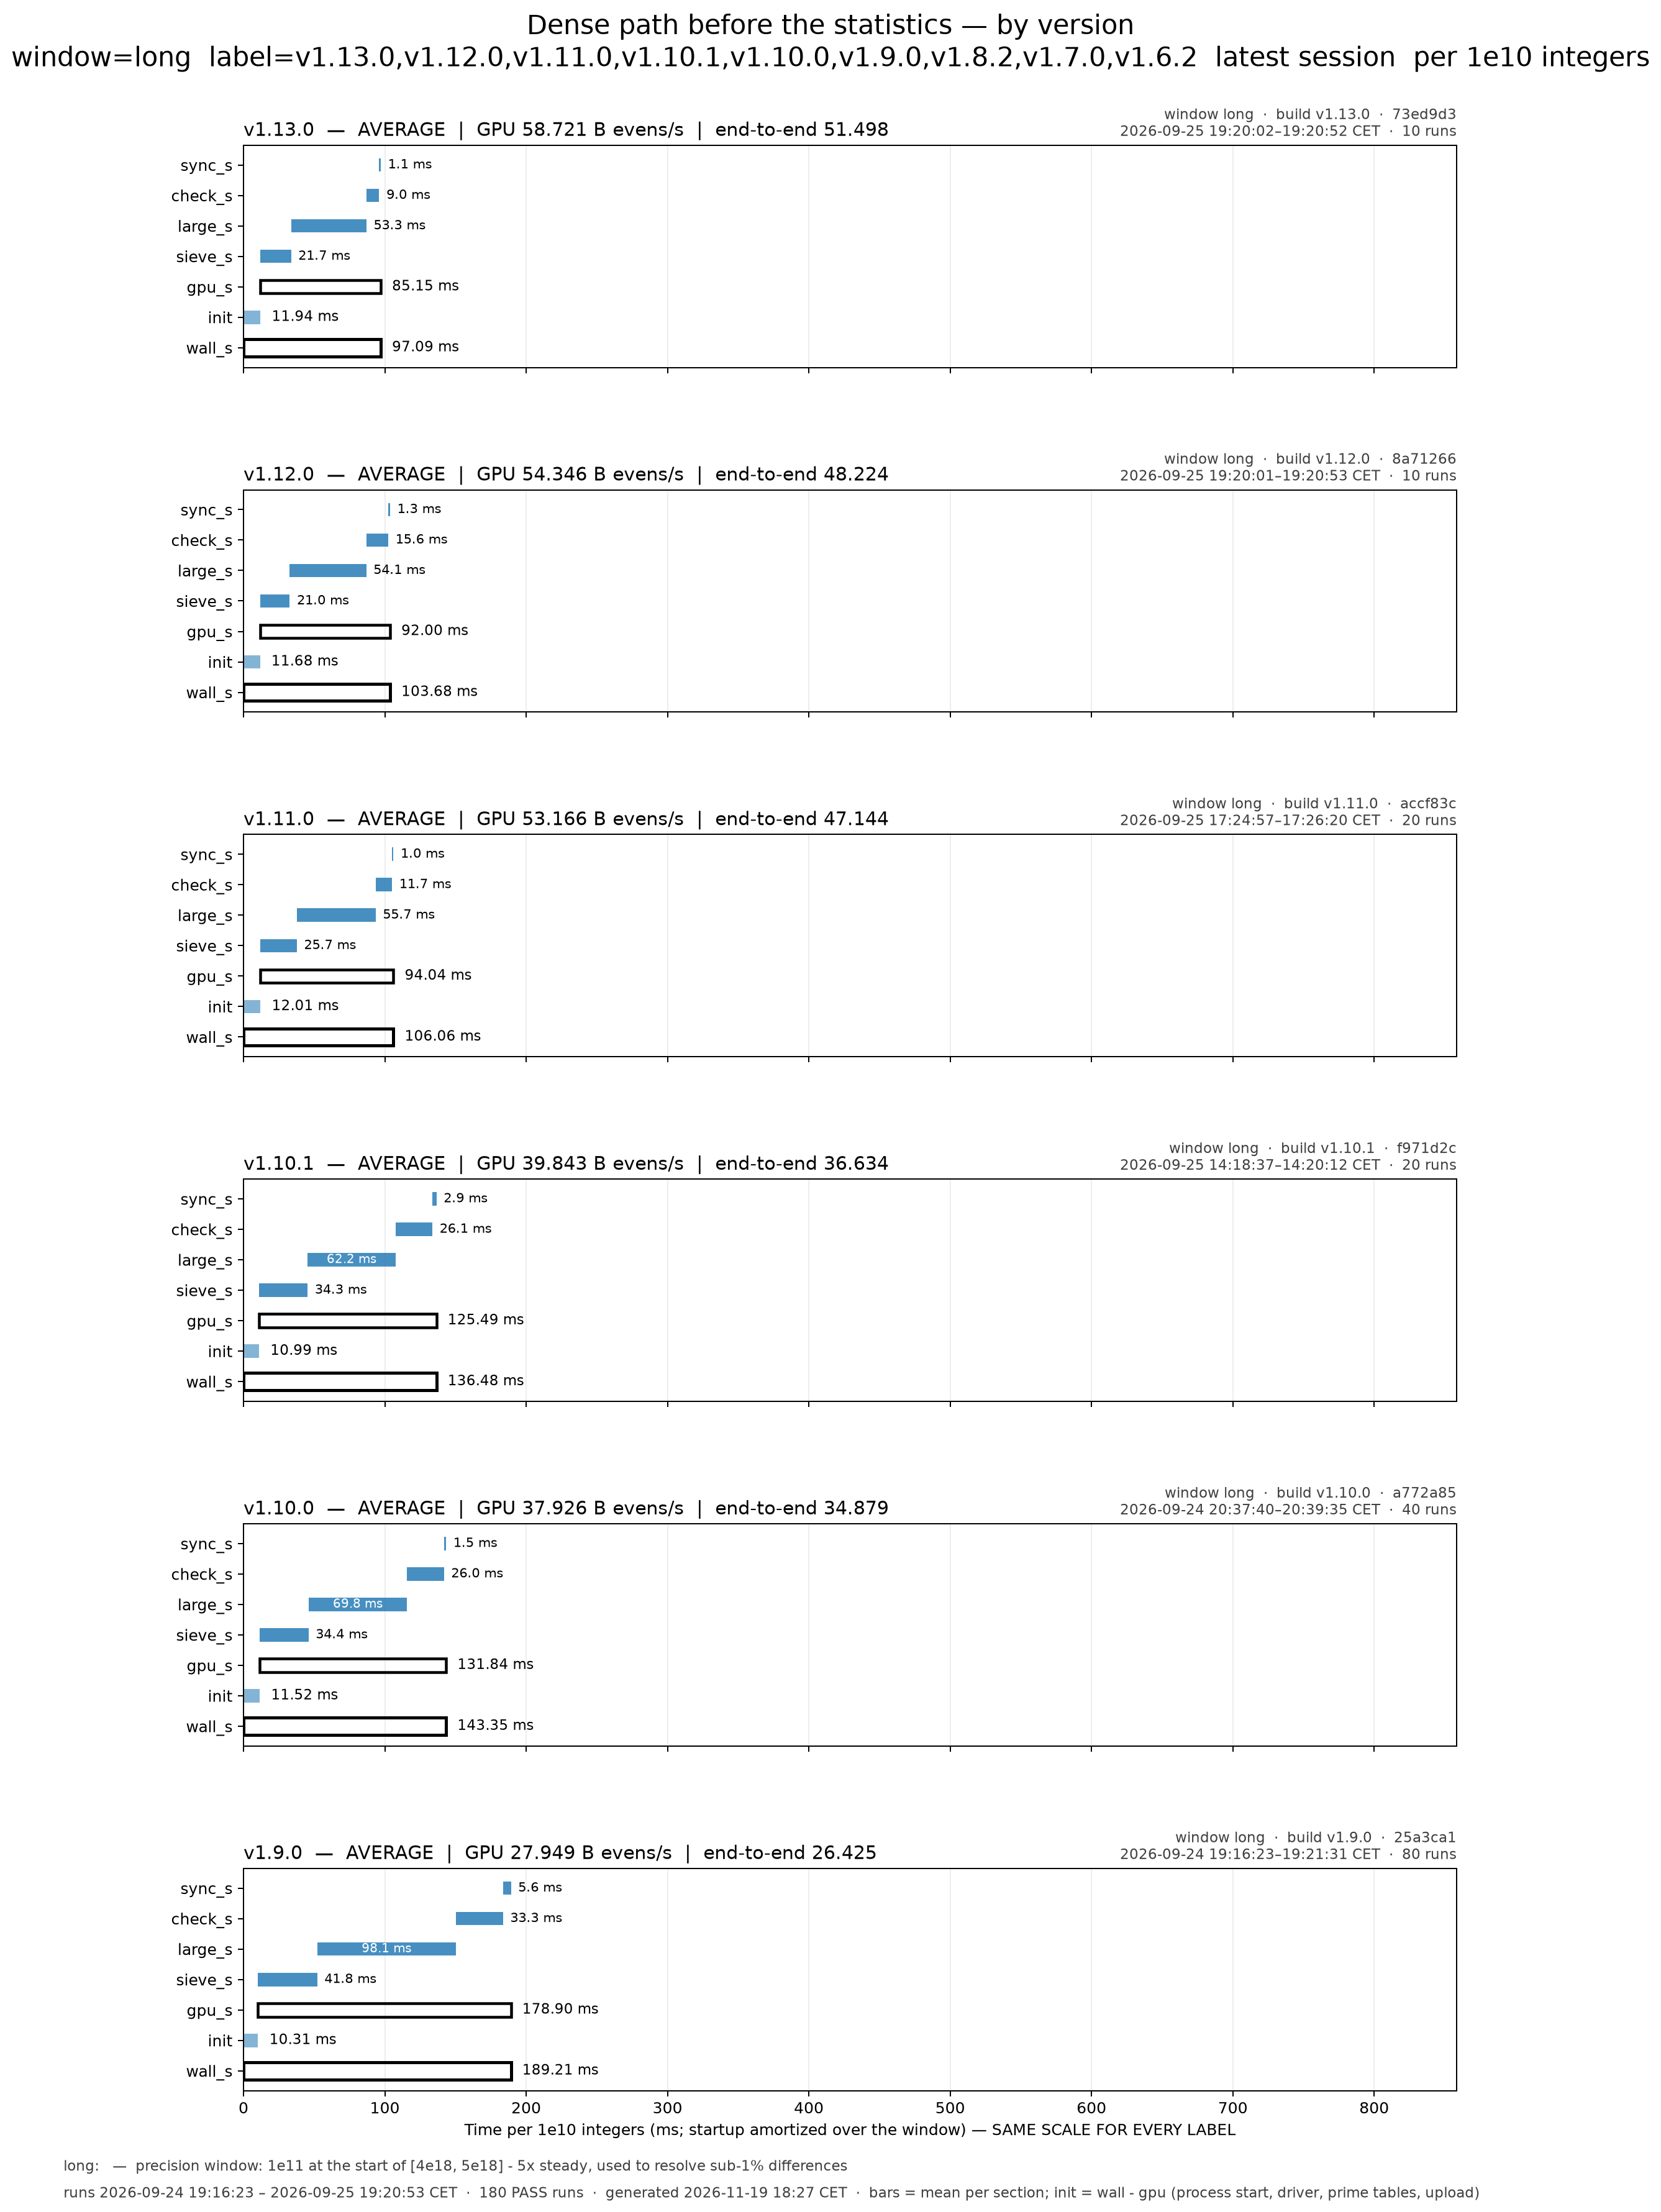 Dense path before the statistics — by version
window=long  label=v1.13.0,v1.12.0,v1.11.0,v1.10.1,v1.10.0,v1.9.0,v1.8.2,v1.7.0,v1.6.2  latest session  per 1e10 integers
window long · build v1.13.0 · 73ed9d3
v1.13.0 — AVERAGE | GPU 58.721 B evens/s | end-to-end 51.498
2026-09-25 19:20:02–19:20:52 CET · 10 runs
sync_s 1.1 ms
check_s 9.0 ms
large_s 53.3 ms
sieve_s 21.7 ms
gpu_s 85.15 ms
init 11.94 ms
wall_s 97.09 ms
window long · build v1.12.0 · 8a71266
v1.12.0 — AVERAGE | GPU 54.346 B evens/s | end-to-end 48.224
2026-09-25 19:20:01–19:20:53 CET · 10 runs
sync_s 1.3 ms
check_s 15.6 ms
large_s 54.1 ms
sieve_s 21.0 ms
gpu_s 92.00 ms
init 11.68 ms
wall_s 103.68 ms
window long · build v1.11.0 · accf83c
v1.11.0 — AVERAGE | GPU 53.166 B evens/s | end-to-end 47.144
2026-09-25 17:24:57–17:26:20 CET · 20 runs
sync_s 1.0 ms
check_s 11.7 ms
large_s 55.7 ms
sieve_s 25.7 ms
gpu_s 94.04 ms
init 12.01 ms
wall_s 106.06 ms
window long · build v1.10.1 · f971d2c
v1.10.1 — AVERAGE | GPU 39.843 B evens/s | end-to-end 36.634
2026-09-25 14:18:37–14:20:12 CET · 20 runs
sync_s 2.9 ms
check_s 26.1 ms
large_s 62.2 ms
sieve_s 34.3 ms
gpu_s 125.49 ms
init 10.99 ms
wall_s 136.48 ms
window long · build v1.10.0 · a772a85
v1.10.0 — AVERAGE | GPU 37.926 B evens/s | end-to-end 34.879
2026-09-24 20:37:40–20:39:35 CET · 40 runs
sync_s 1.5 ms
check_s 26.0 ms
large_s 69.8 ms
sieve_s 34.4 ms
gpu_s 131.84 ms
init 11.52 ms
wall_s 143.35 ms
window long · build v1.9.0 · 25a3ca1
v1.9.0 — AVERAGE | GPU 27.949 B evens/s | end-to-end 26.425
2026-09-24 19:16:23–19:21:31 CET · 80 runs
sync_s 5.6 ms
check_s 33.3 ms
large_s 98.1 ms
sieve_s 41.8 ms
gpu_s 178.90 ms
init 10.31 ms
wall_s 189.21 ms
0 100 200 300 400 500 600 700 800
Time per 1e10 integers (ms; startup amortized over the window) — SAME SCALE FOR EVERY LABEL
long: — precision window: 1e11 at the start of [4e18, 5e18] - 5x steady, used to resolve sub-1% differences
runs 2026-09-24 19:16:23 – 2026-09-25 19:20:53 CET · 180 PASS runs · generated 2026-11-19 18:27 CET · bars = mean per section; init = wall - gpu (process start, driver, prime tables, upload)